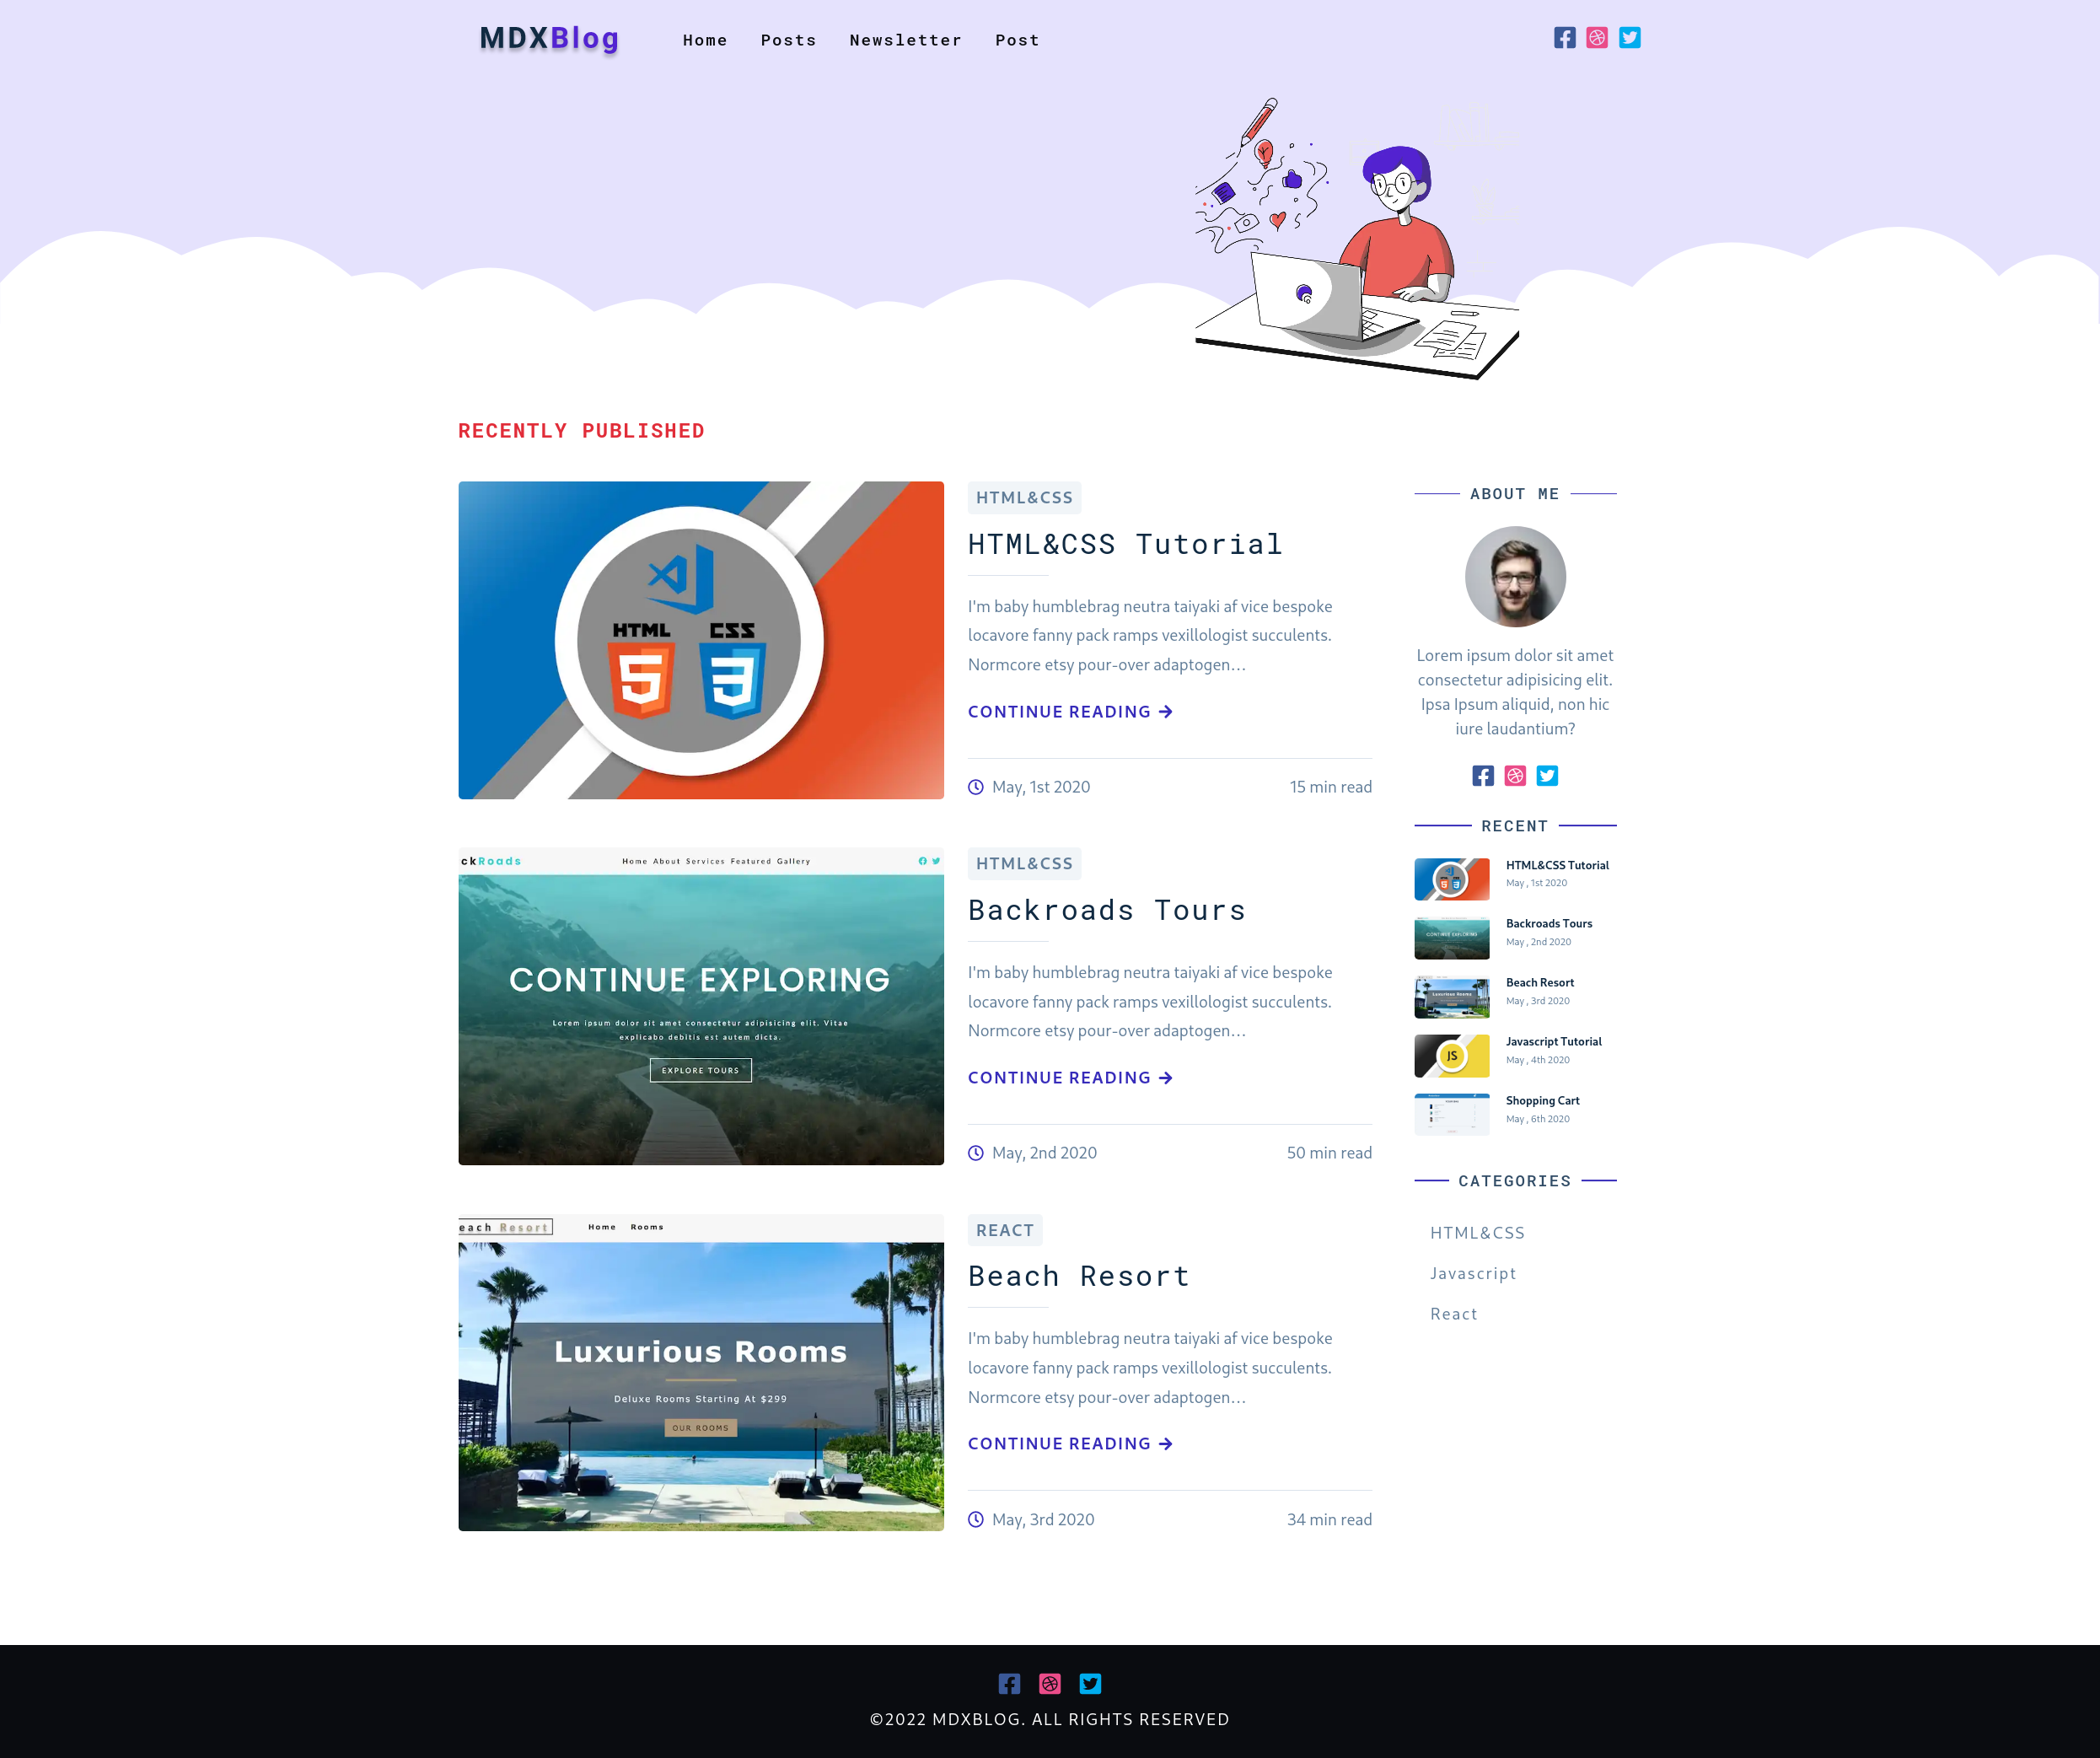 MDXBlog
Home Posts Newsletter Post
RECENTLY PUBLISHED
HTML
CSS
5
3
HTML&CSS
HTML&CSS Tutorial
I'm baby humblebrag neutra taiyaki af vice bespoke
locavore fanny pack ramps vexillologist succulents.
Normcore etsy pour-over adaptogen...
CONTINUE READING
May, 1st 2020
15 min read
ckRoads
Home About Services Featured Gallery
CONTINUE EXPLORING
Lorem ipsum dolor sit amet consectetur adipisicing elit. Vitae
explicabo debitis est autem dicta.
EXPLORE TOURS
HTML&CSS
Backroads Tours
I'm baby humblebrag neutra taiyaki af vice bespoke
locavore fanny pack ramps vexillologist succulents.
Normcore etsy pour-over adaptogen...
CONTINUE READING
May, 2nd 2020
50 min read
each Resort
Home Rooms
Luxurious Rooms
Deluxe Rooms Starting At $299
OUR ROOMS
REACT
Beach Resort
I'm baby humblebrag neutra taiyaki af vice bespoke
locavore fanny pack ramps vexillologist succulents.
Normcore etsy pour-over adaptogen...
CONTINUE READING
May, 3rd 2020
34 min read
ABOUT ME
Lorem ipsum dolor sit amet
consectetur adipisicing elit.
Ipsa Ipsum aliquid, non hic
iure laudantium?
RECENT
HTML&CSS Tutorial
May , 1st 2020
CONTINUE EXPLORING
Backroads Tours
May , 2nd 2020
Luxurious Rooms
Beach Resort
May , 3rd 2020
JS
Javascript Tutorial
May , 4th 2020
Shopping Cart
May , 6th 2020
CATEGORIES
HTML&CSS
Javascript
React
©2022 MDXBLOG. ALL RIGHTS RESERVED